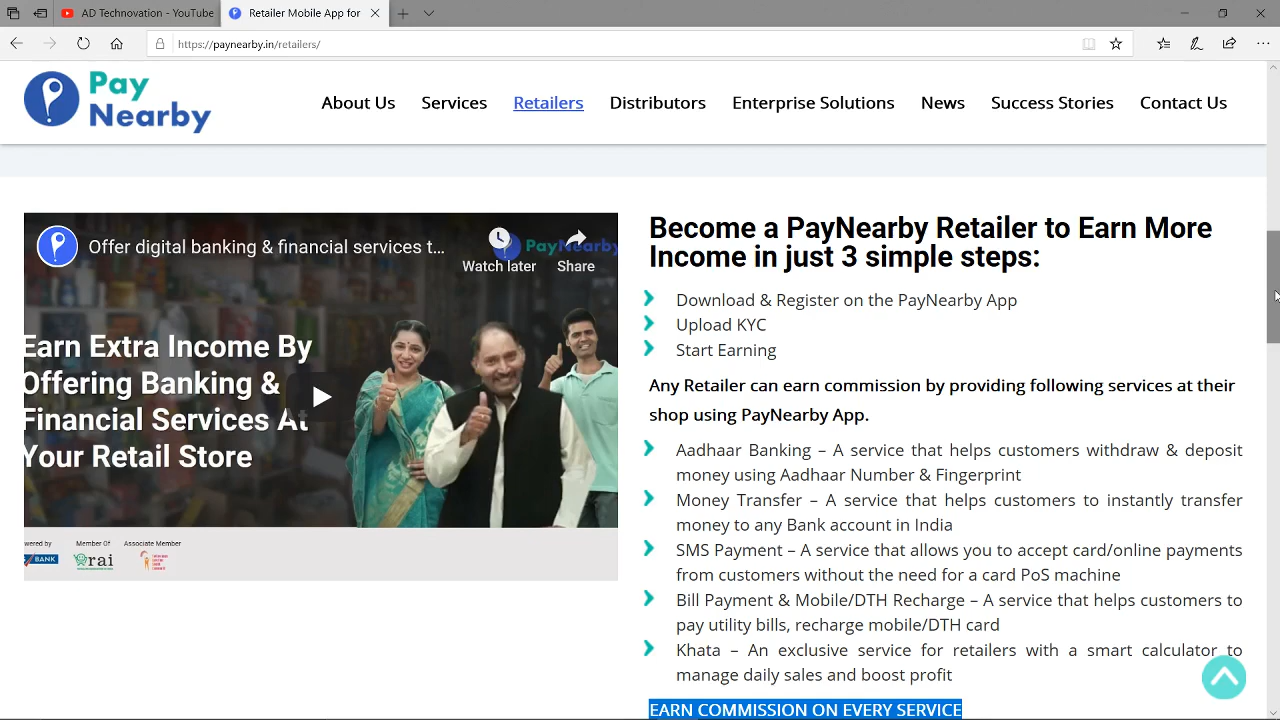 AD Technovation - YouTube
Retailer Mobile App for
https://paynearby.in/retailers/
Pay
Nearby
About Us
Services
Retailers
Distributors
Enterprise Solutions
News
Success Stories
Contact Us
Offer digital banking & financial services t...
Watch later
Share
PayNearby
Earn Extra Income By
Offering Banking &
Financial Services At
Your Retail Store
wered by
Member Of
Associate Member
BANK
rai
Become a PayNearby Retailer to Earn More
Income in just 3 simple steps:
Download & Register on the PayNearby App
Upload KYC
Start Earning
Any Retailer can earn commission by providing following services at their
shop using PayNearby App.
Aadhaar Banking – A service that helps customers withdraw & deposit
money using Aadhaar Number & Fingerprint
Money Transfer – A service that helps customers to instantly transfer
money to any Bank account in India
SMS Payment – A service that allows you to accept card/online payments
from customers without the need for a card PoS machine
Bill Payment & Mobile/DTH Recharge – A service that helps customers to
pay utility bills, recharge mobile/DTH card
Khata – An exclusive service for retailers with a smart calculator to
manage daily sales and boost profit
EARN COMMISSION ON EVERY SERVICE